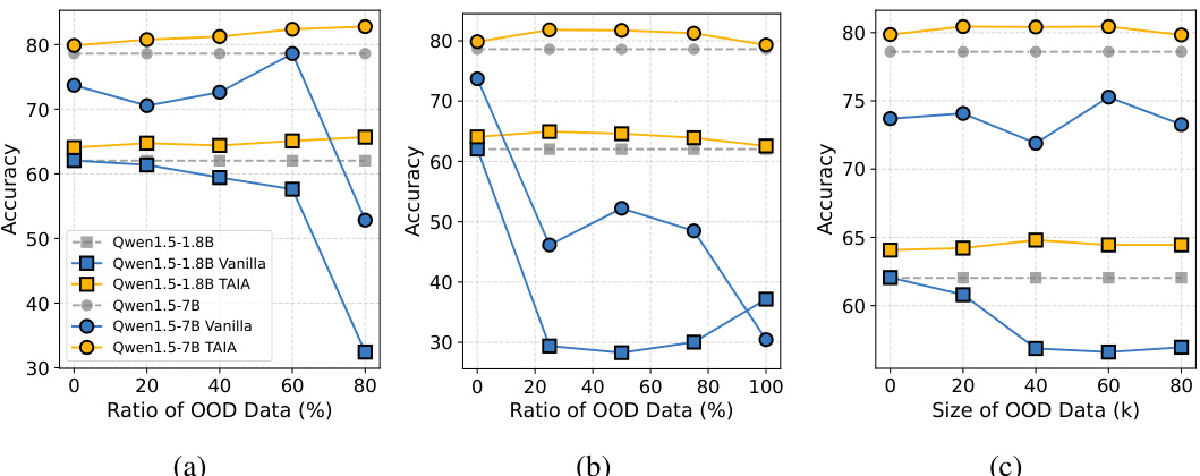 Accuracy
80
70
60
50
40
30
Qwen1.5-1.8B
Qwen1.5-1.8B Vanilla
Qwen1.5-1.8B TAIA
Qwen1.5-7B
Qwen1.5-7B Vanilla
Qwen1.5-7B TAIA
0 20 40 60 80
Ratio of OOD Data (%)
(a)
Accuracy
80
70
60
50
40
30
0 20 40 60 80 100
Ratio of OOD Data (%)
(b)
Accuracy
80
75
70
65
60
0 20 40 60 80
Size of OOD Data (k)
(c)